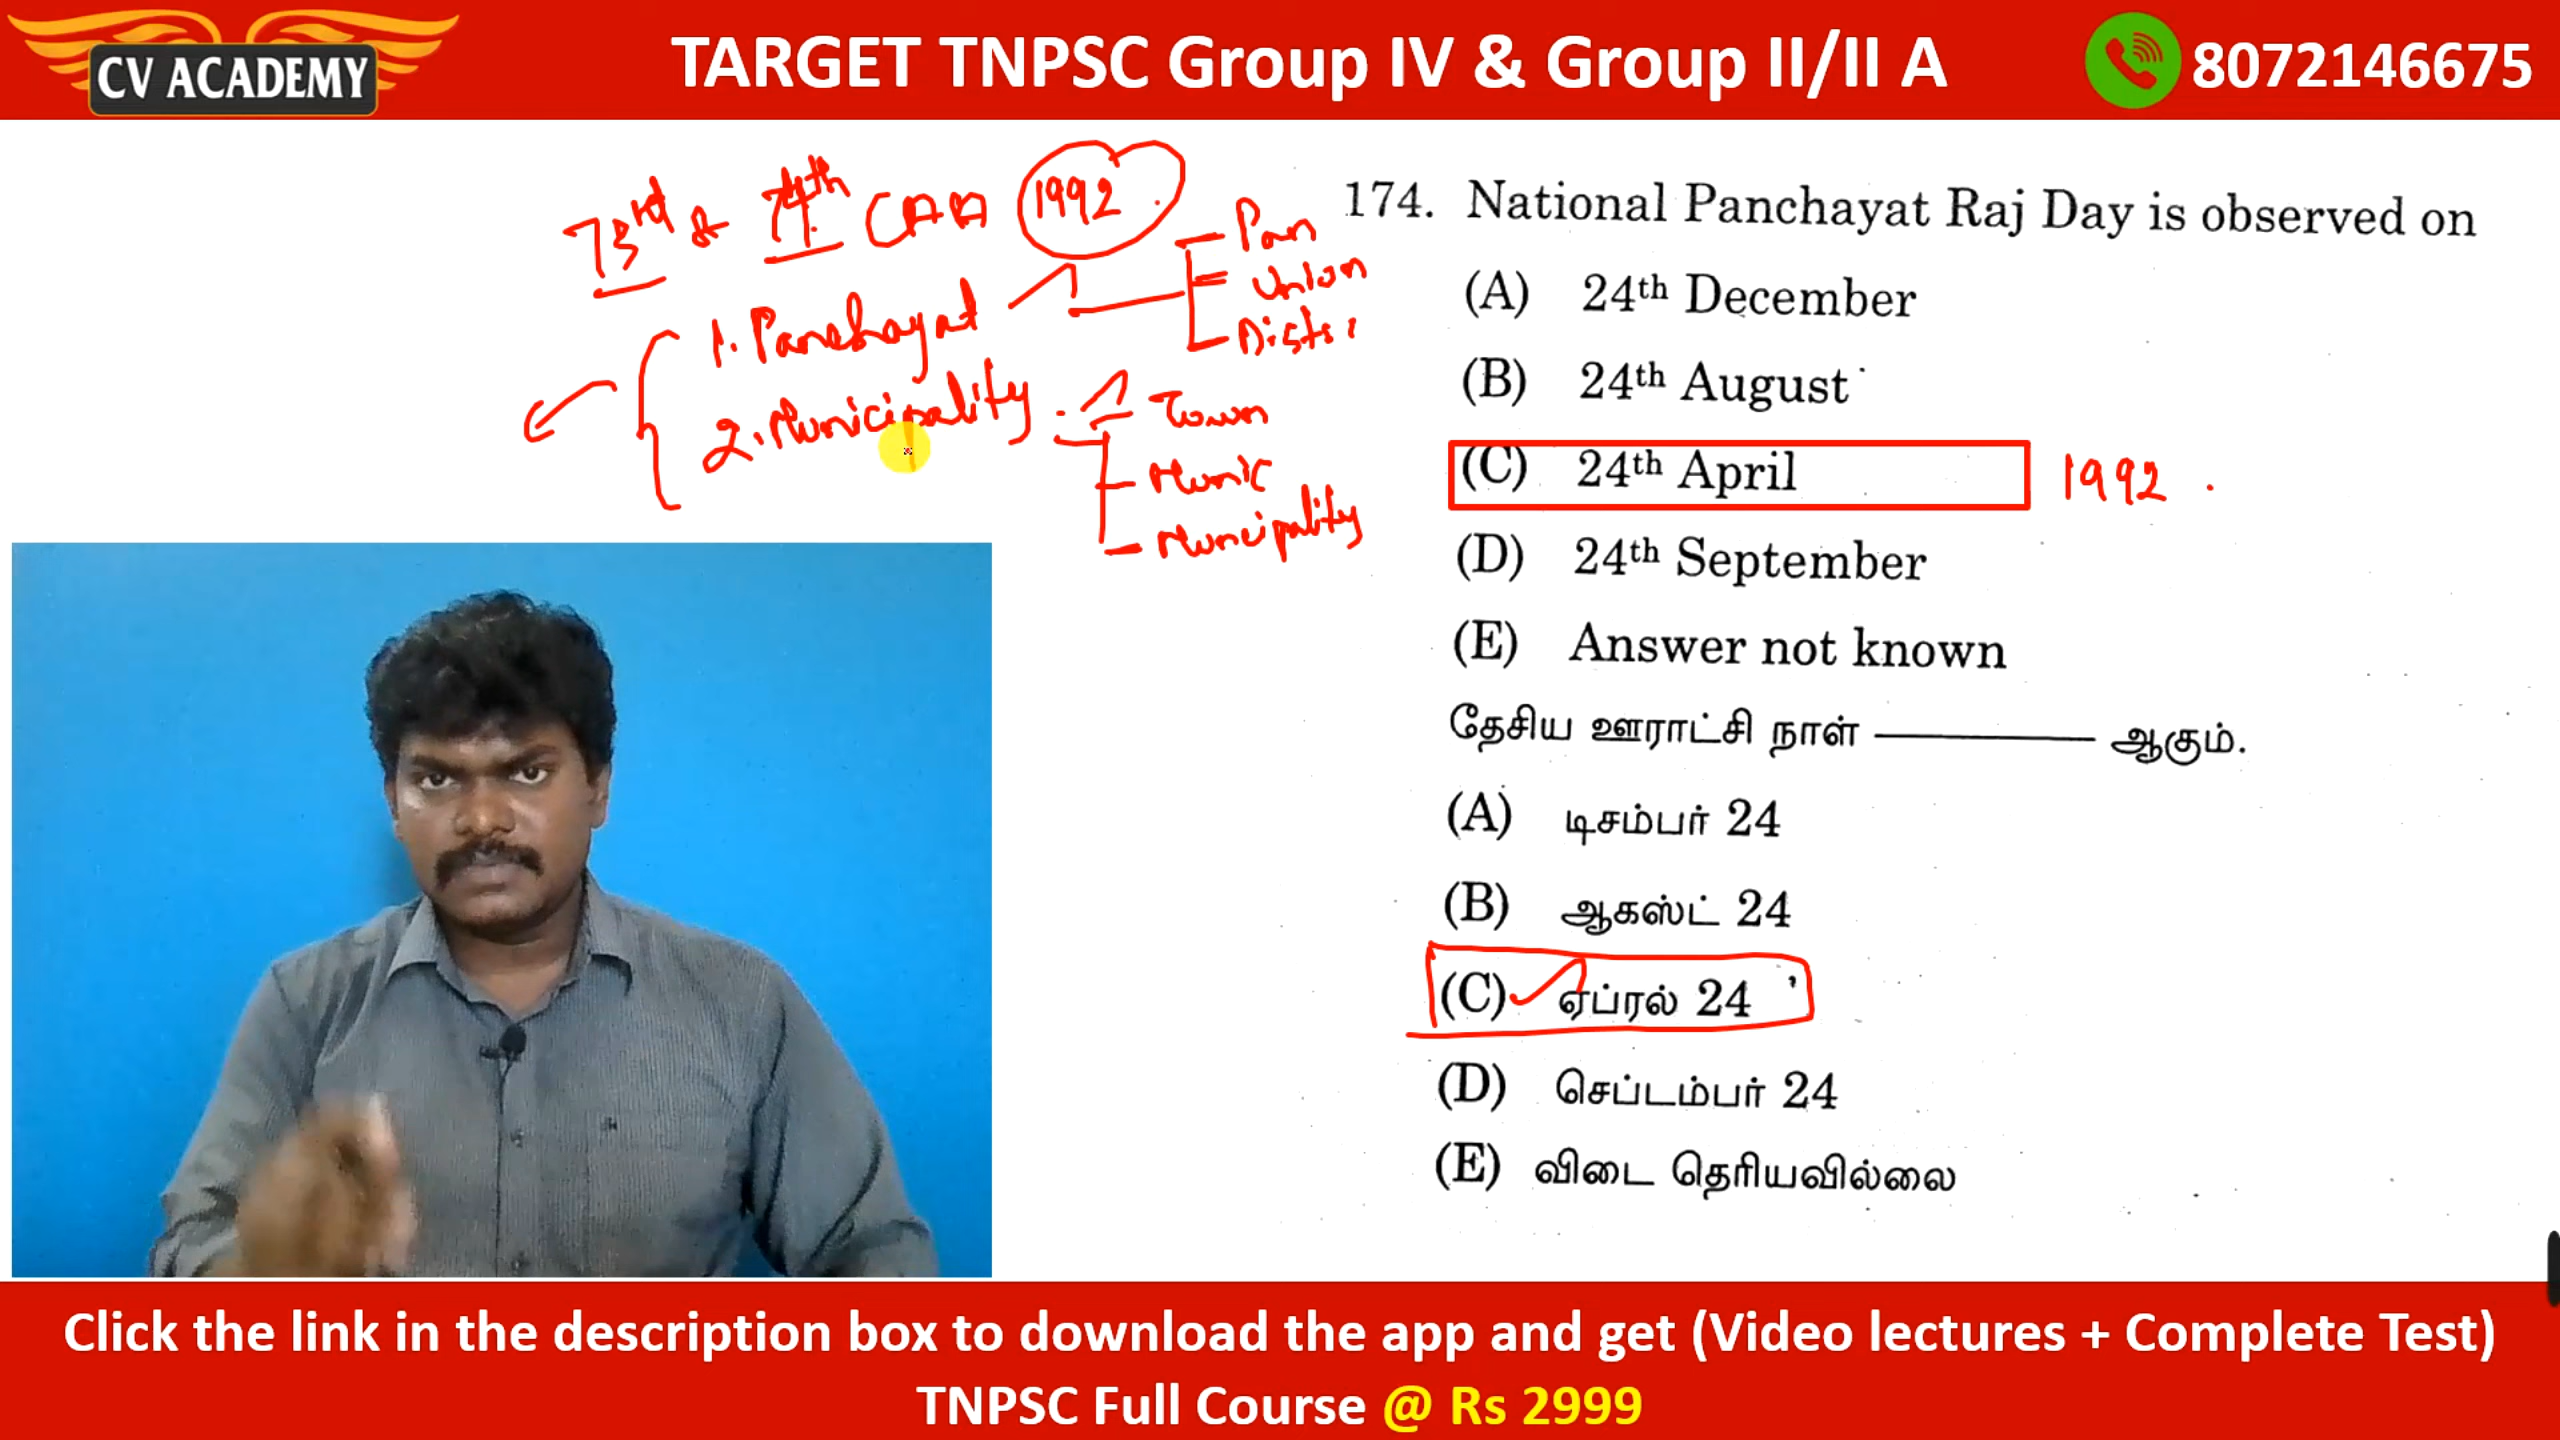 CV ACADEMY
TARGET TNPSC Group IV & Group II/II A
8072146675
73rd & 74th CAA 1992
1. Panchayat
Pan
Union
2. Municipality
Town
Munic
Muncipality
174. National Panchayat Raj Day is observed on
(A) 24th December
(B) 24th August
(C) 24th April
1992
(D) 24th September
(E) Answer not known
தேசிய ஊராட்சி நாள் ———— ஆகும்.
(A) டிசம்பர் 24
(B) ஆகஸ்ட் 24
(C) ஏப்ரல் 24
(D) செப்டம்பர் 24
(E) விடை தெரியவில்லை
Click the link in the description box to download the app and get (Video lectures + Complete Test)
TNPSC Full Course @ Rs 2999